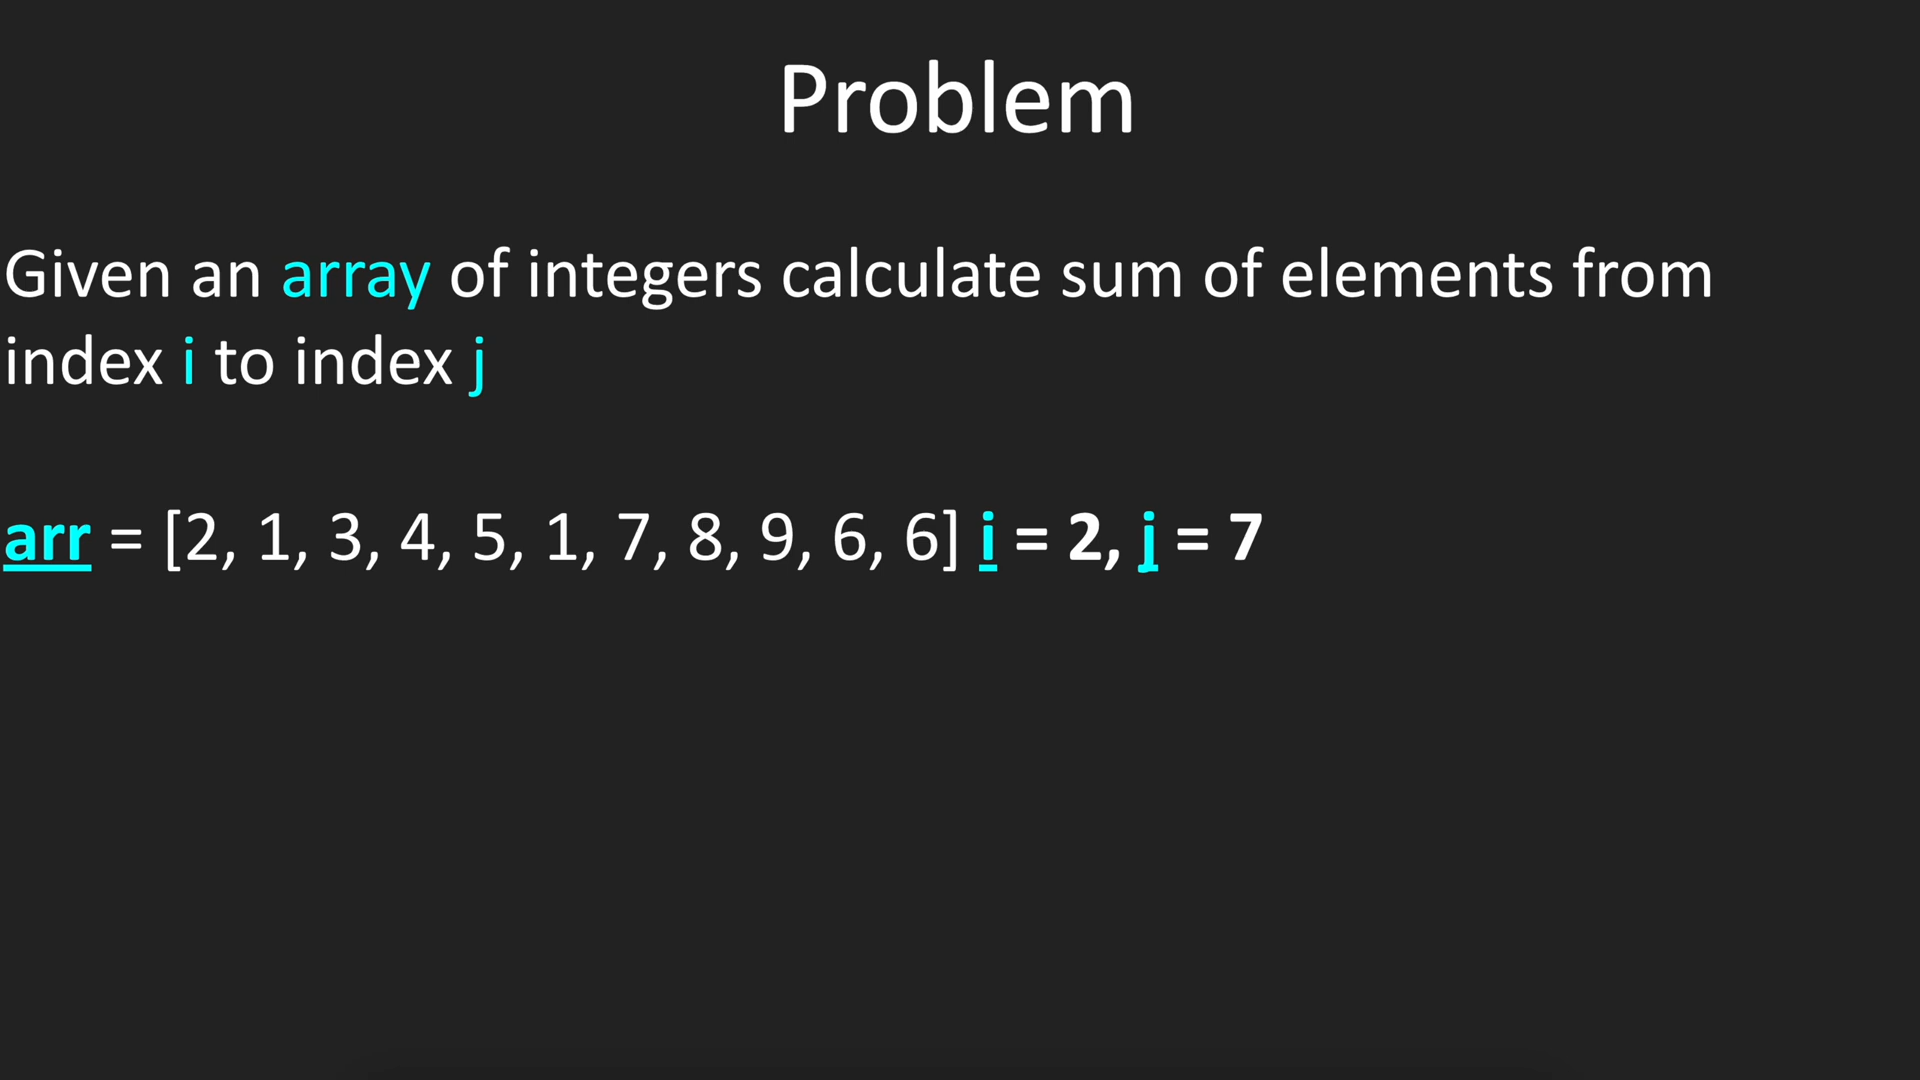 Problem
Given an array of integers calculate sum of elements from
index i to index j
arr = [2, 1, 3, 4, 5, 1, 7, 8, 9, 6, 6] i = 2, j = 7